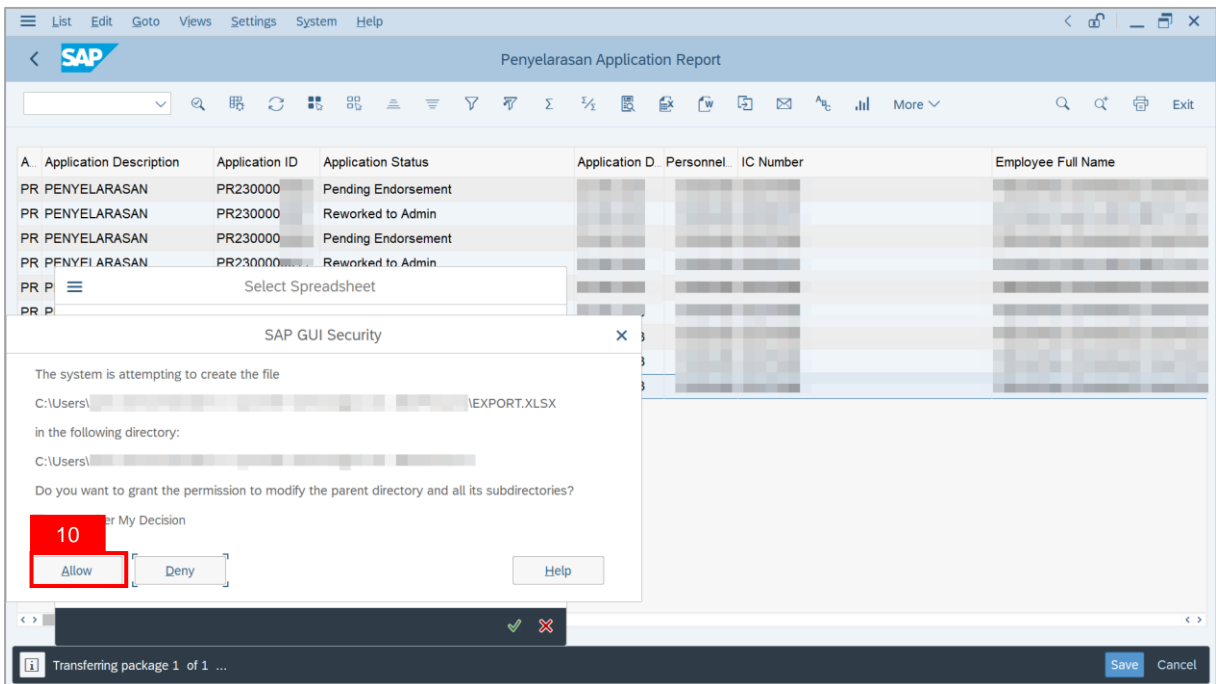 List Edit Goto Views Settings System Help
SAP Penyelarasan Application Report
More Exit
A.. Application Description Application ID Application Status Application D... Personnel... IC Number Employee Full Name
PR PENYELARASAN PR230000 Pending Endorsement
PR PENYELARASAN PR230000 Reworked to Admin
PR PENYELARASAN PR230000 Pending Endorsement
PR PENYELARASAN PR230000 Reworked to Admin
PR P
Select Spreadsheet
PR P
SAP GUI Security
The system is attempting to create the file
C:\Users\ \EXPORT.XLSX
in the following directory:
C:\Users\
Do you want to grant the permission to modify the parent directory and all its subdirectories?
My Decision
10
Allow Deny Help
Transferring package 1 of 1 ... Save Cancel